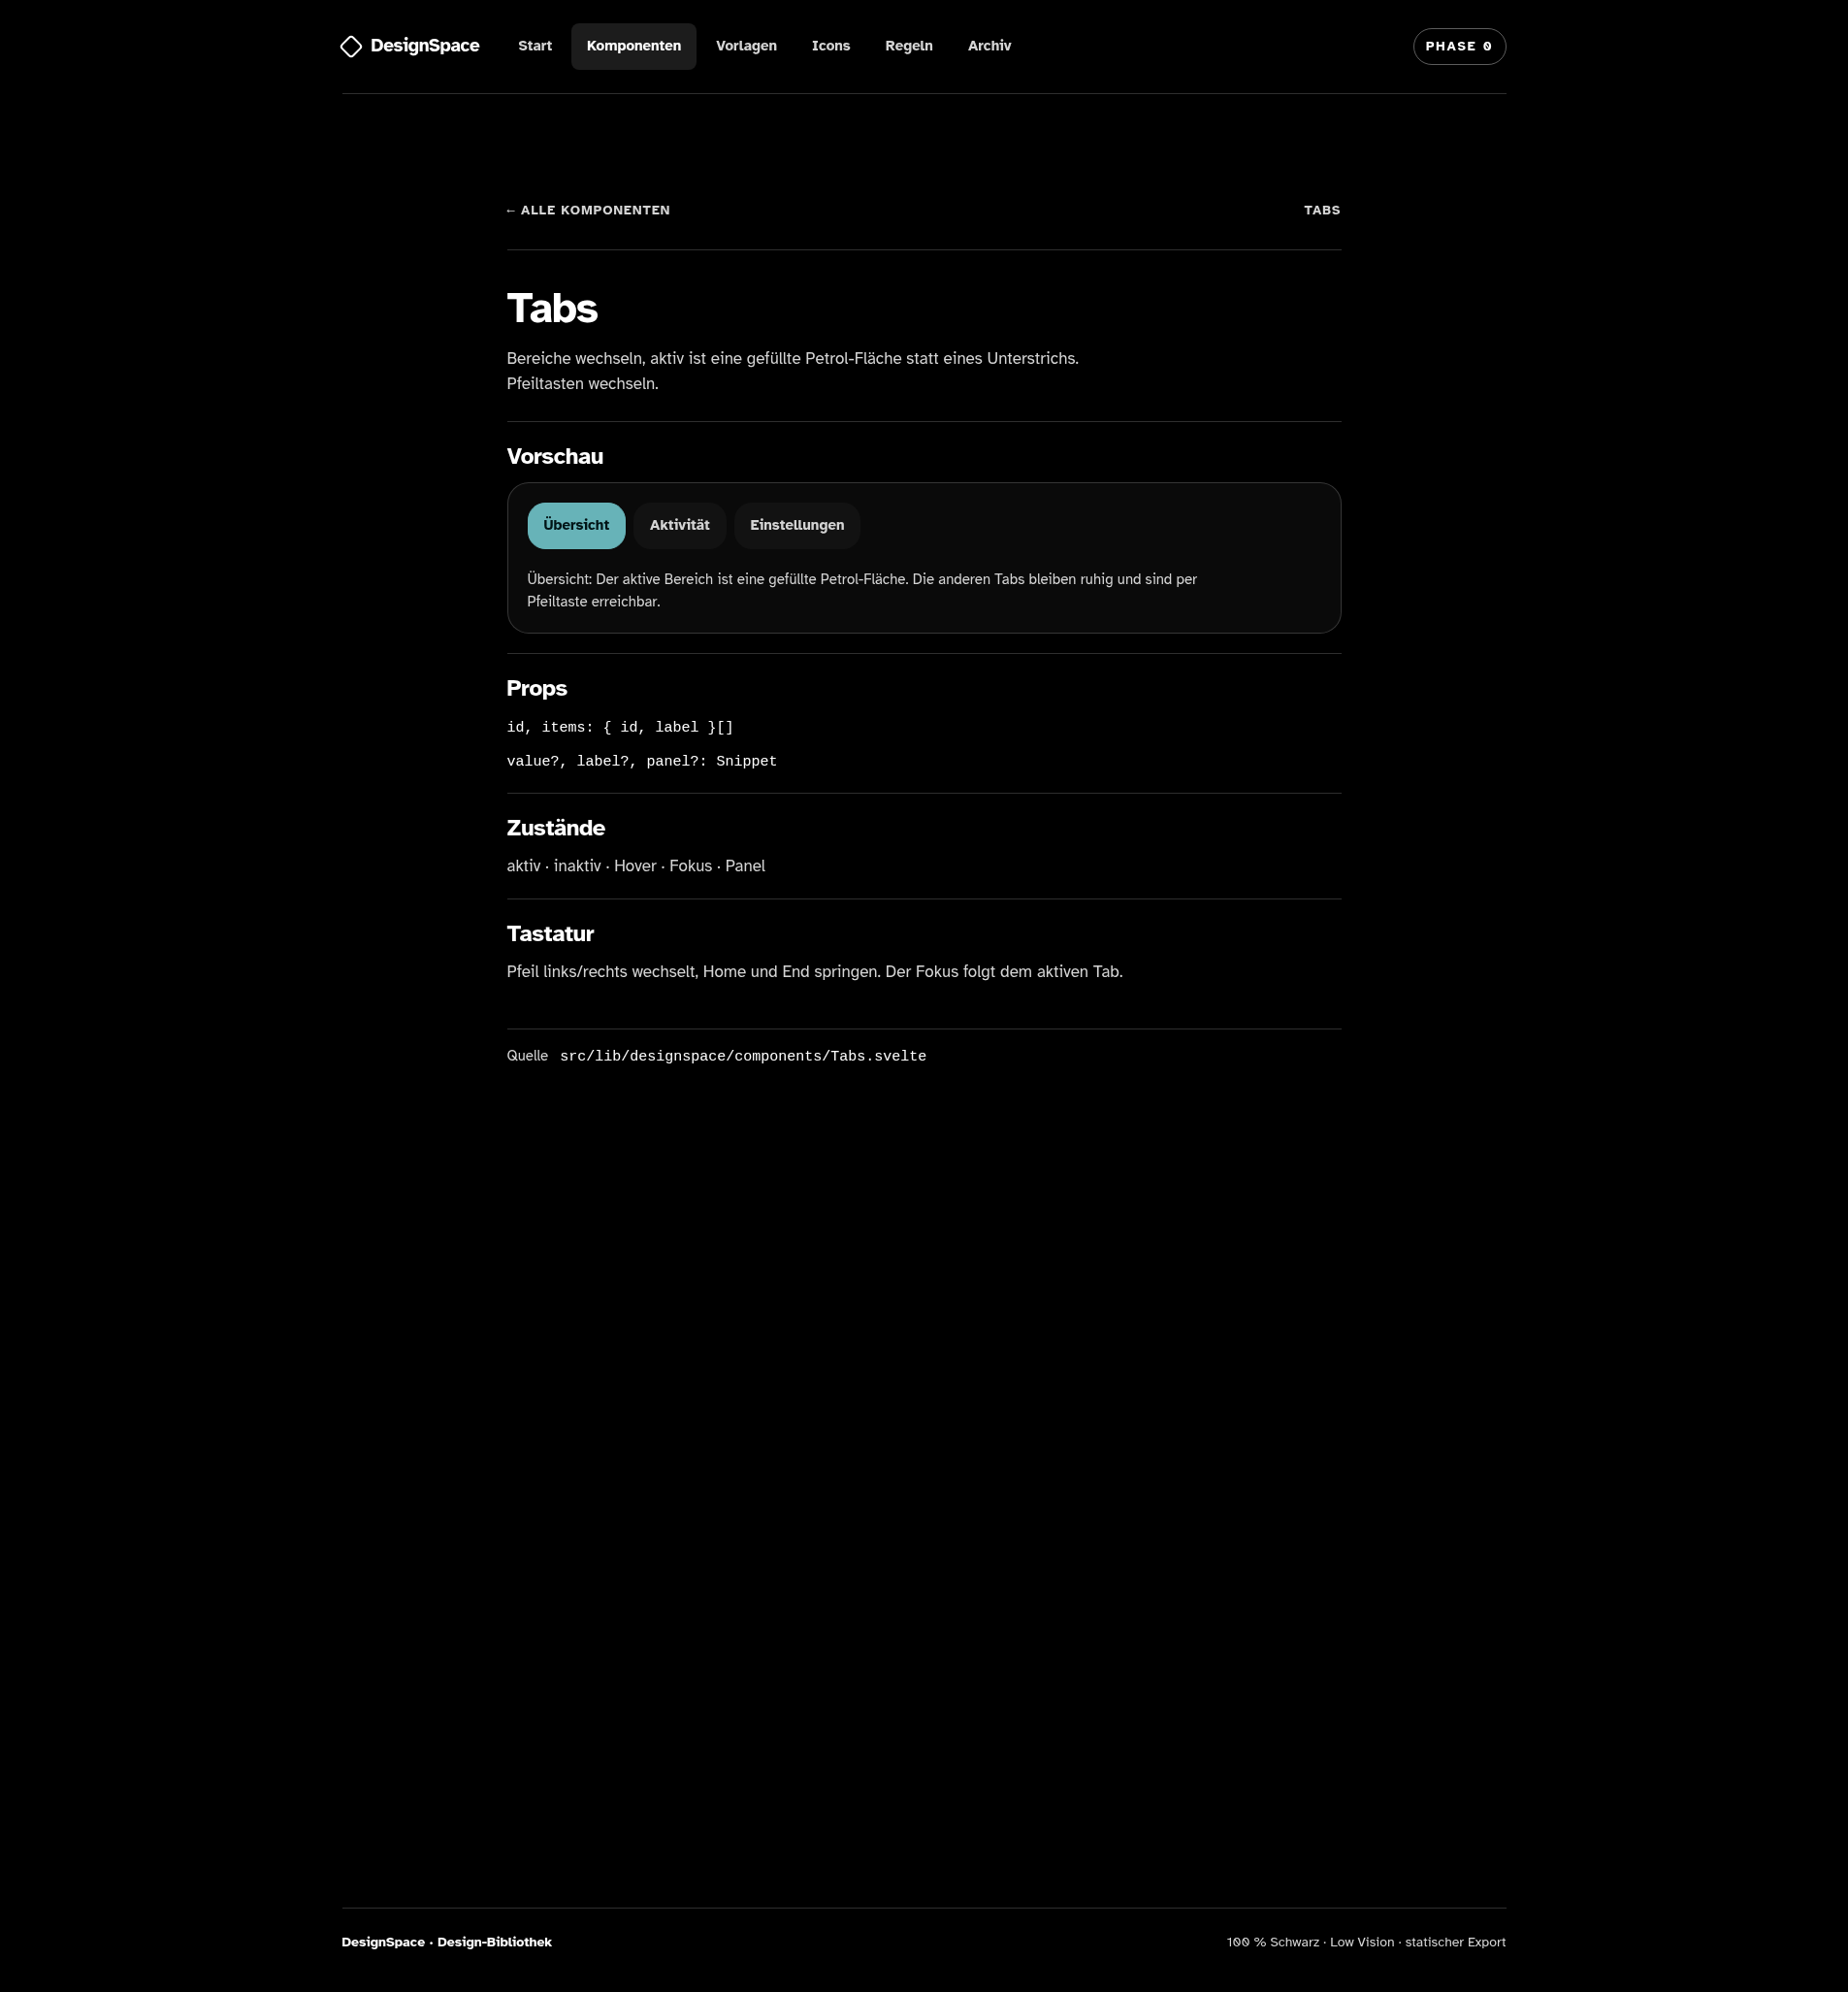 DesignSpace Start Komponenten Vorlagen Icons Regeln Archiv PHASE 0
← ALLE KOMPONENTEN TABS
Tabs
Bereiche wechseln, aktiv ist eine gefüllte Petrol-Fläche statt eines Unterstrichs.
Pfeiltasten wechseln.
Vorschau
Übersicht Aktivität Einstellungen
Übersicht: Der aktive Bereich ist eine gefüllte Petrol-Fläche. Die anderen Tabs bleiben ruhig und sind per
Pfeiltaste erreichbar.
Props
id, items: { id, label }[]
value?, label?, panel?: Snippet
Zustände
aktiv · inaktiv · Hover · Fokus · Panel
Tastatur
Pfeil links/rechts wechselt, Home und End springen. Der Fokus folgt dem aktiven Tab.
Quelle src/lib/designspace/components/Tabs.svelte
DesignSpace · Design-Bibliothek 100 % Schwarz · Low Vision · statischer Export